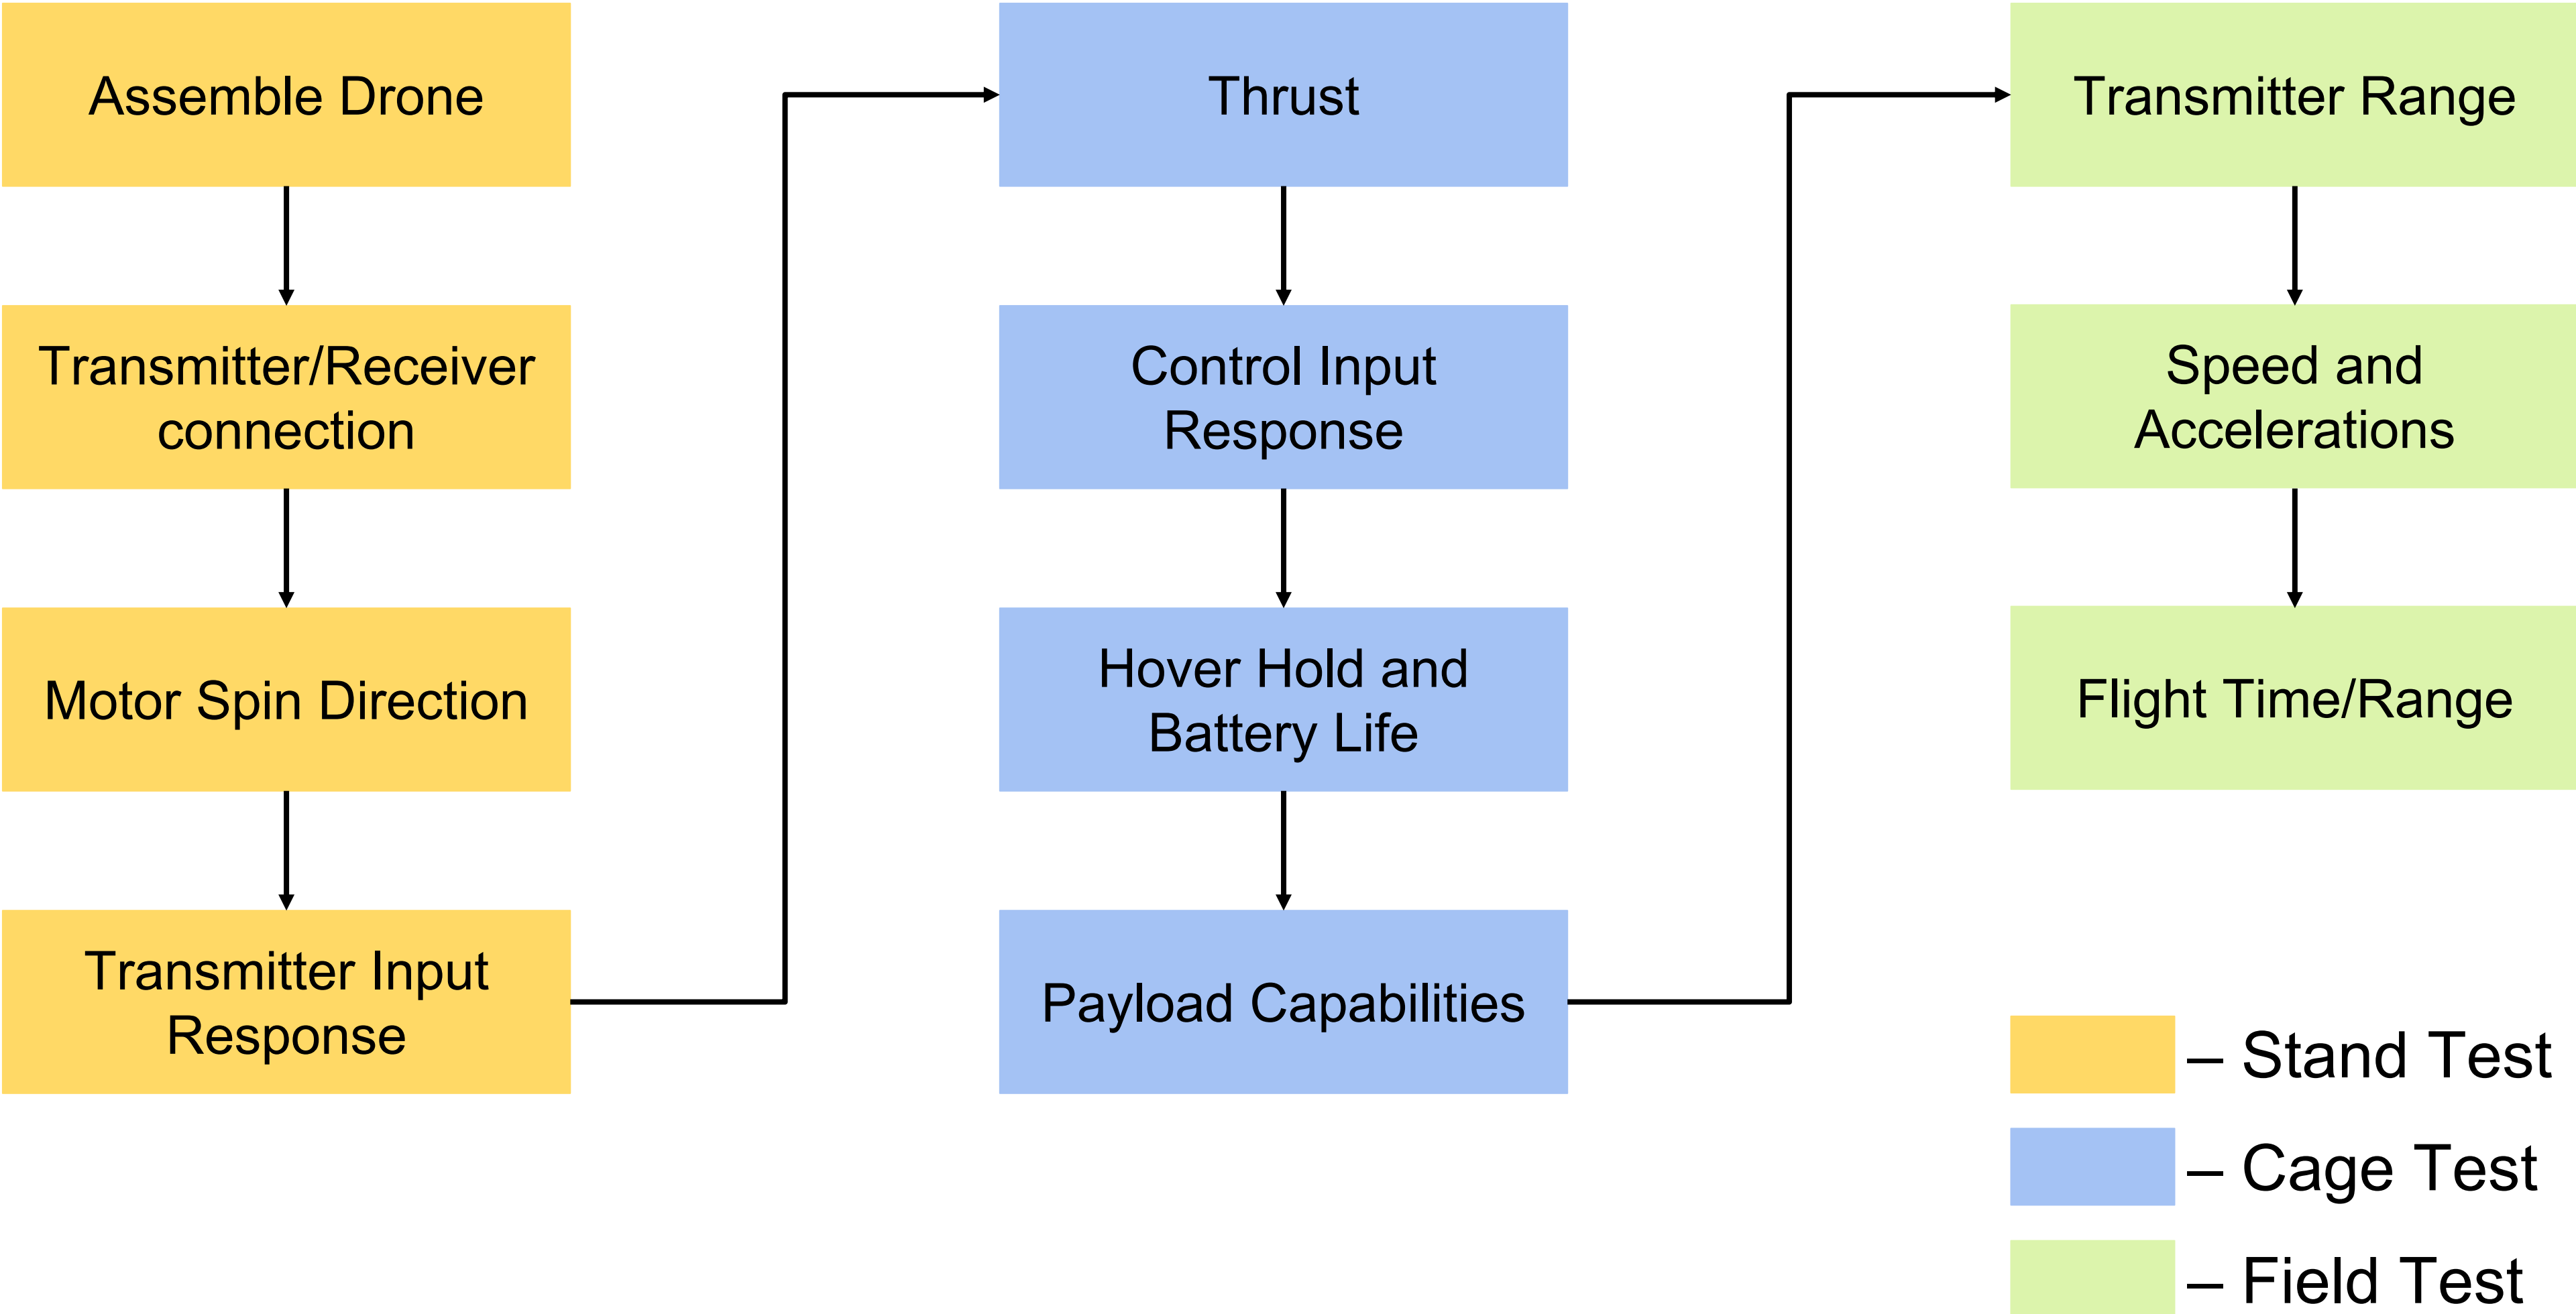 Assemble Drone
Transmitter/Receiver
connection
Motor Spin Direction
Transmitter Input
Response
Thrust
Control Input
Response
Hover Hold and
Battery Life
Payload Capabilities
Transmitter Range
Speed and
Accelerations
Flight Time/Range
– Stand Test
– Cage Test
– Field Test